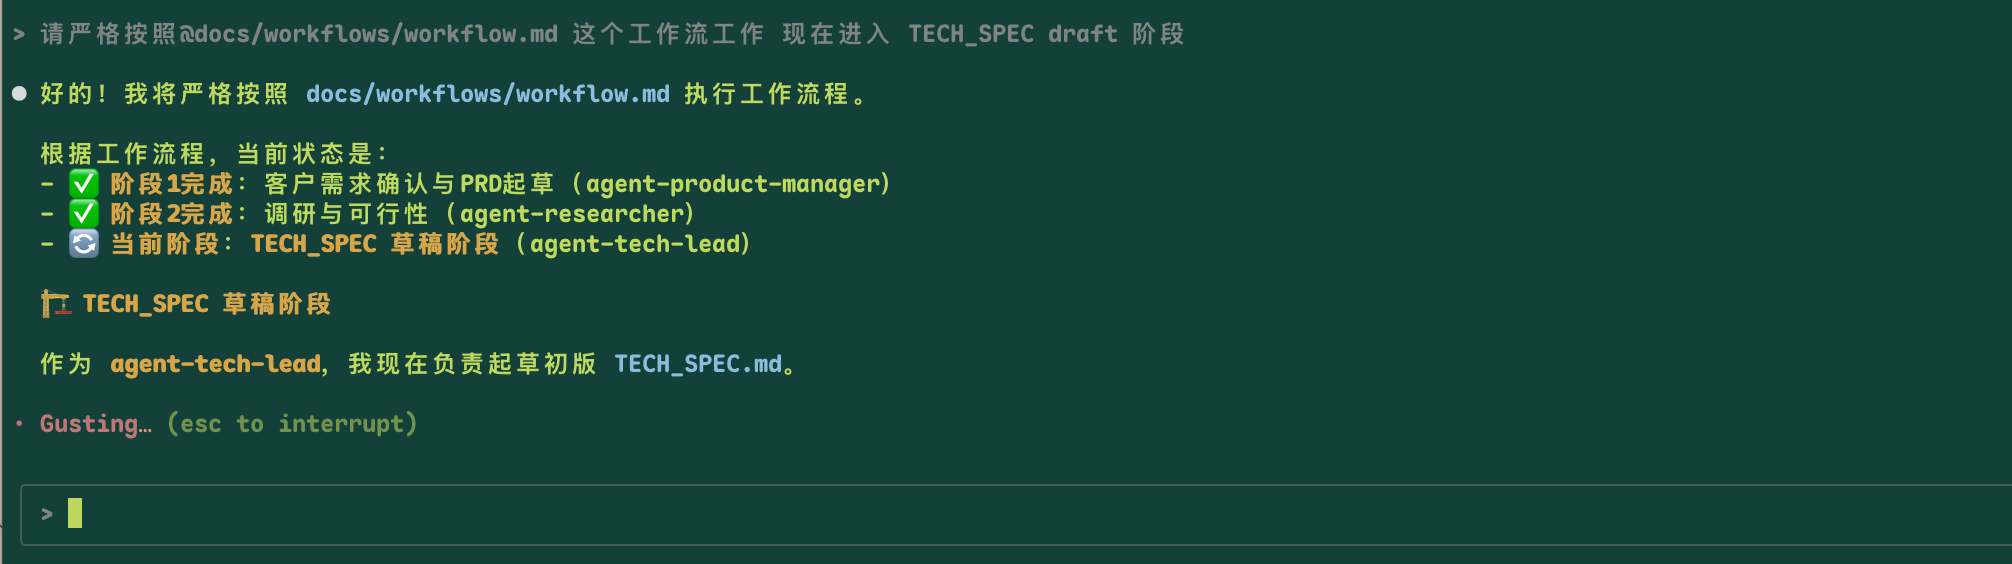 > 请严格按照@docs/workflows/workflow.md 这个工作流工作 现在进入 TECH_SPEC draft 阶段
● 好的！我将严格按照 docs/workflows/workflow.md 执行工作流程。
根据工作流程，当前状态是：
- ✅ 阶段1完成：客户需求确认与PRD起草（agent-product-manager）
- ✅ 阶段2完成：调研与可行性（agent-researcher）
- 🔄 当前阶段：TECH_SPEC 草稿阶段（agent-tech-lead）
🏗️ TECH_SPEC 草稿阶段
作为 agent-tech-lead，我现在负责起草初版 TECH_SPEC.md。
· Gusting… (esc to interrupt)
>